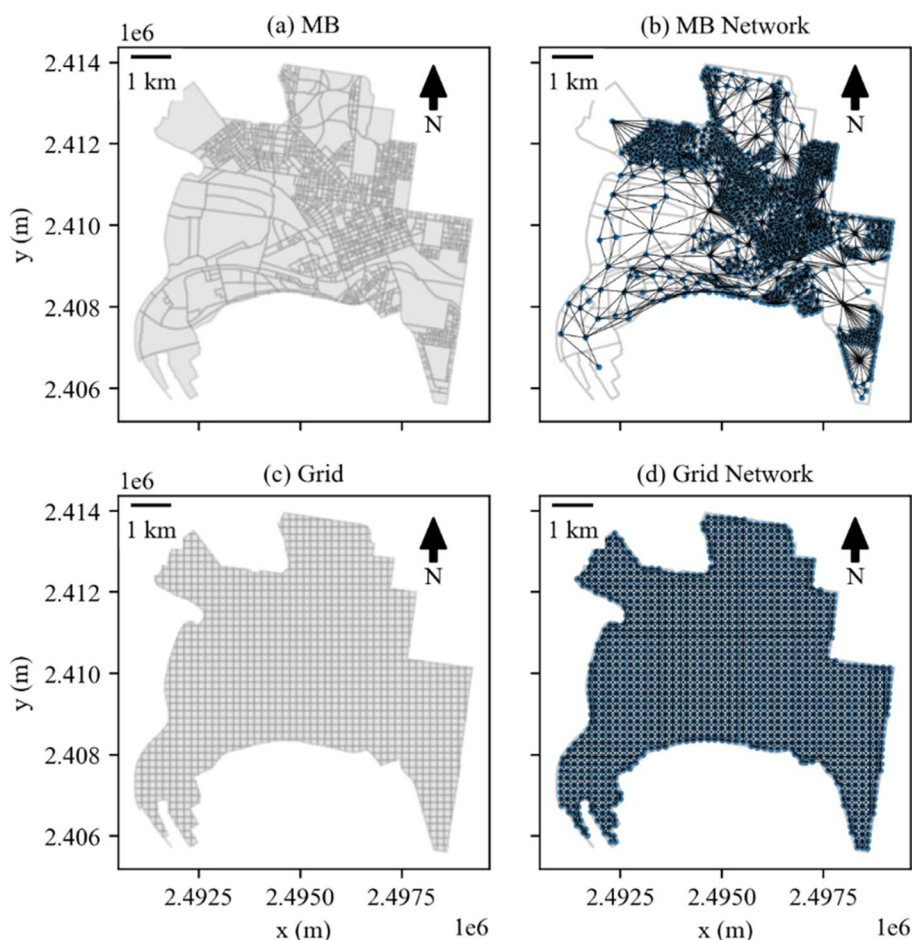 (a) MB
(b) MB Network
1e6
1 km
N
1 km
N
2.414
2.412
2.410
2.408
2.406
y (m)
(c) Grid
(d) Grid Network
1e6
1 km
N
1 km
N
2.414
2.412
2.410
2.408
2.406
y (m)
2.4925 2.4950 2.4975
2.4925 2.4950 2.4975
x (m)
1e6
x (m)
1e6